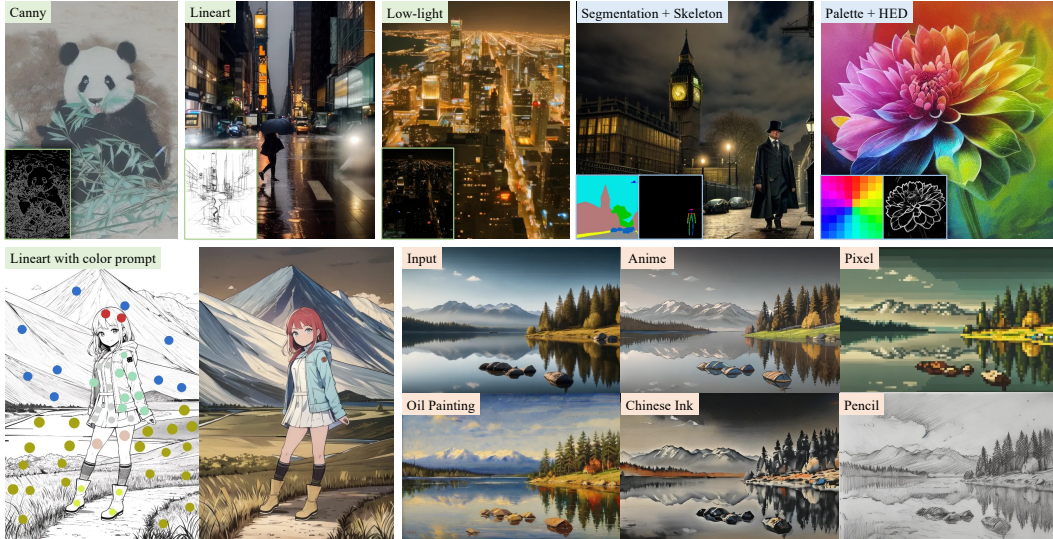 Canny
Lineart
Low-light
Segmentation + Skeleton
Palette + HED
Lineart with color prompt
Input
Anime
Pixel
Oil Painting
Chinese Ink
Pencil